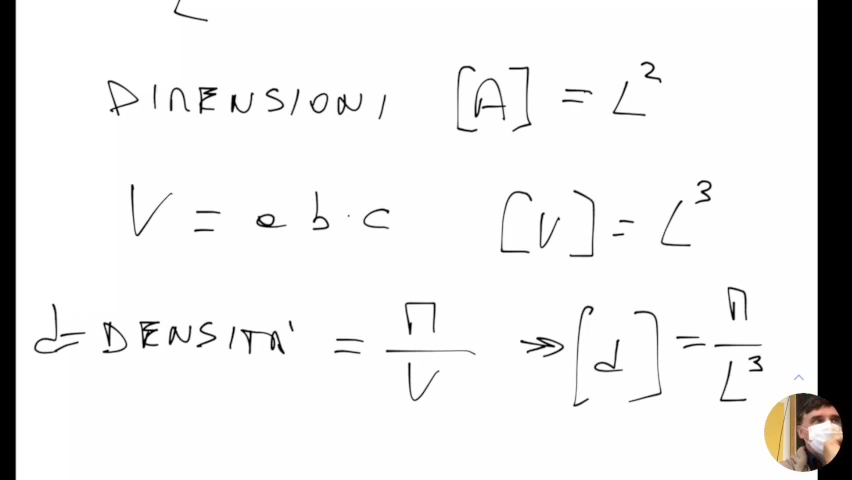 L
DIMENSIONI [A] = L²
V = a b · c [V] = L³
d = DENSITA' = M/V ⇒ [d] = M/L³